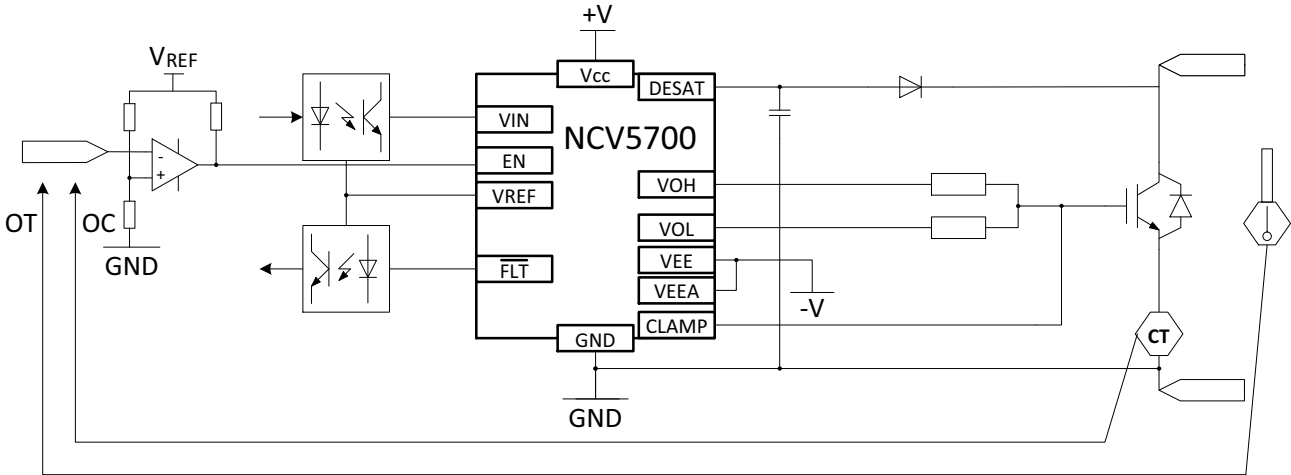 +V
VREF
Vcc
DESAT
VIN
NCV5700
EN
VREF
VOH
OT
OC
VOL
GND
VEE
FLT
VEEA
-V
CLAMP
GND
CT
GND